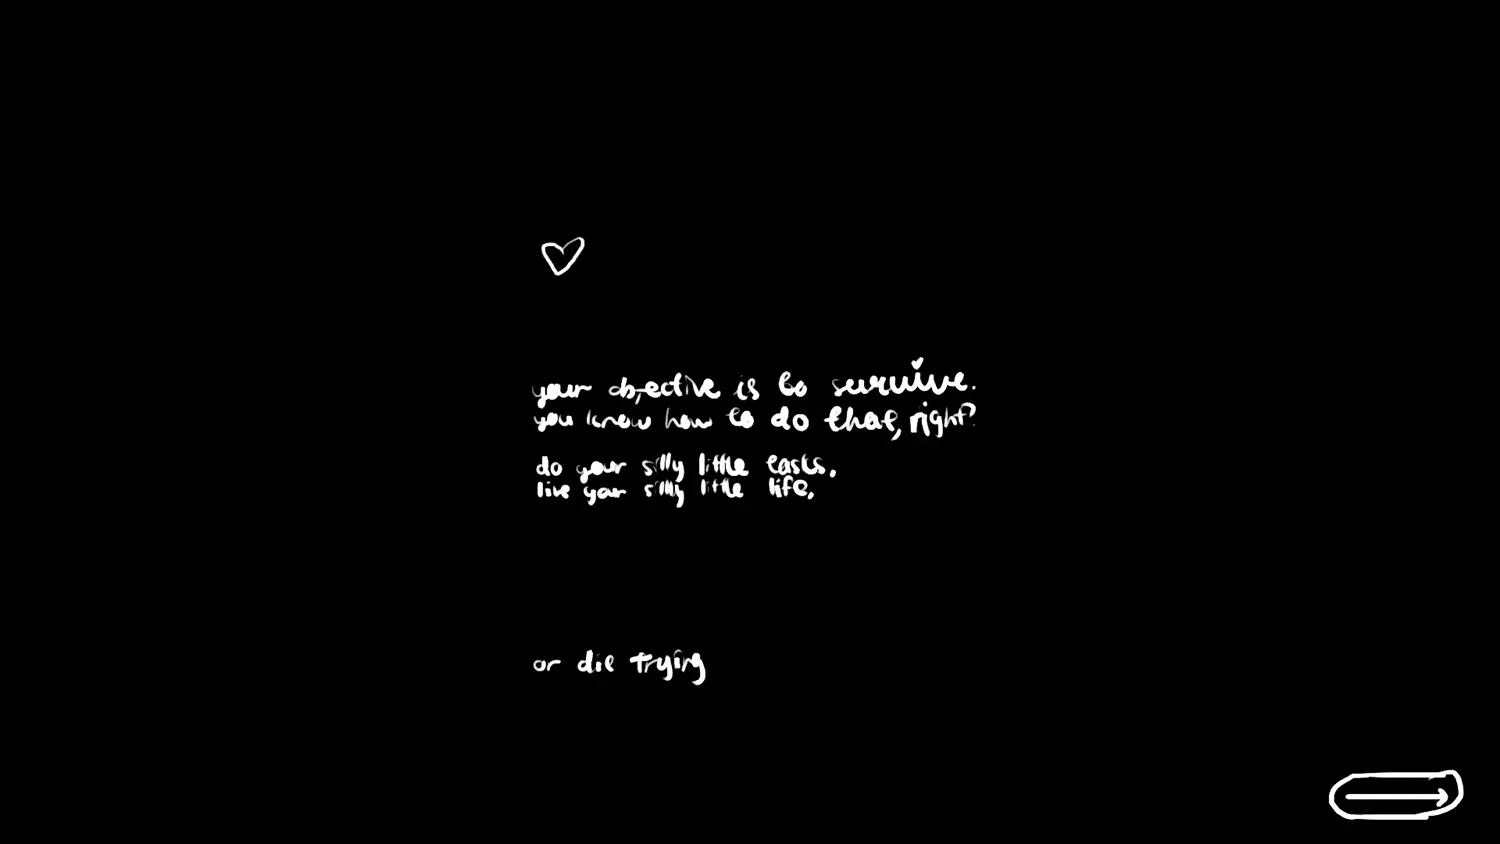 your objective is to survive.
you know how to do that, right?
do your silly little tasks,
live your silly little life,
or die trying